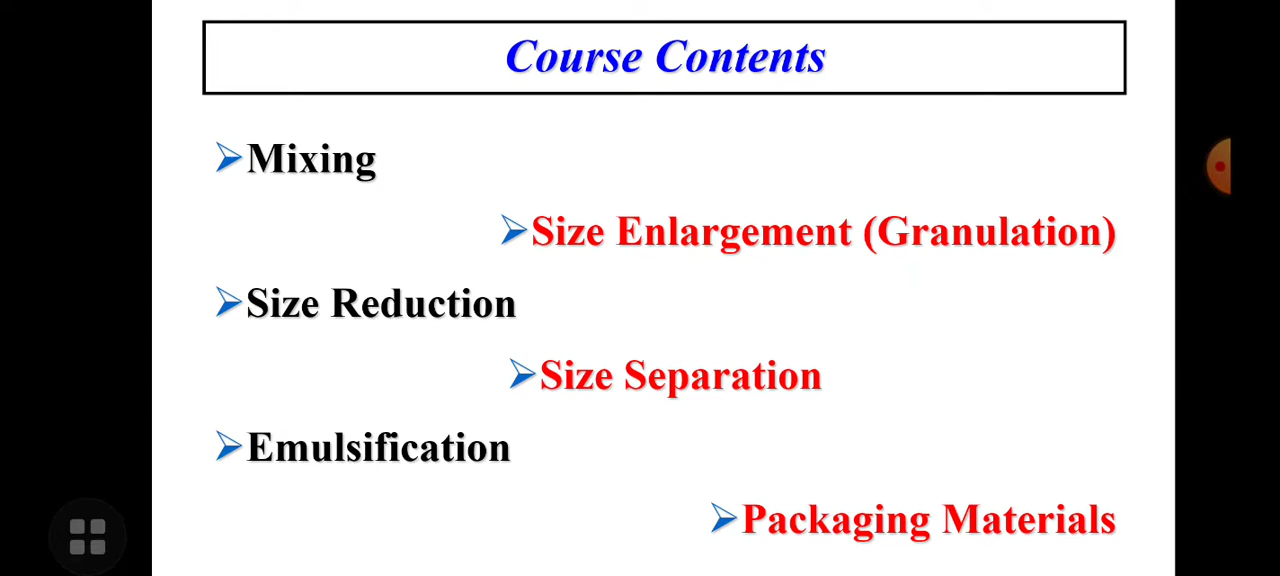 Course Contents
Mixing
Size Enlargement (Granulation)
Size Reduction
Size Separation
Emulsification
Packaging Materials